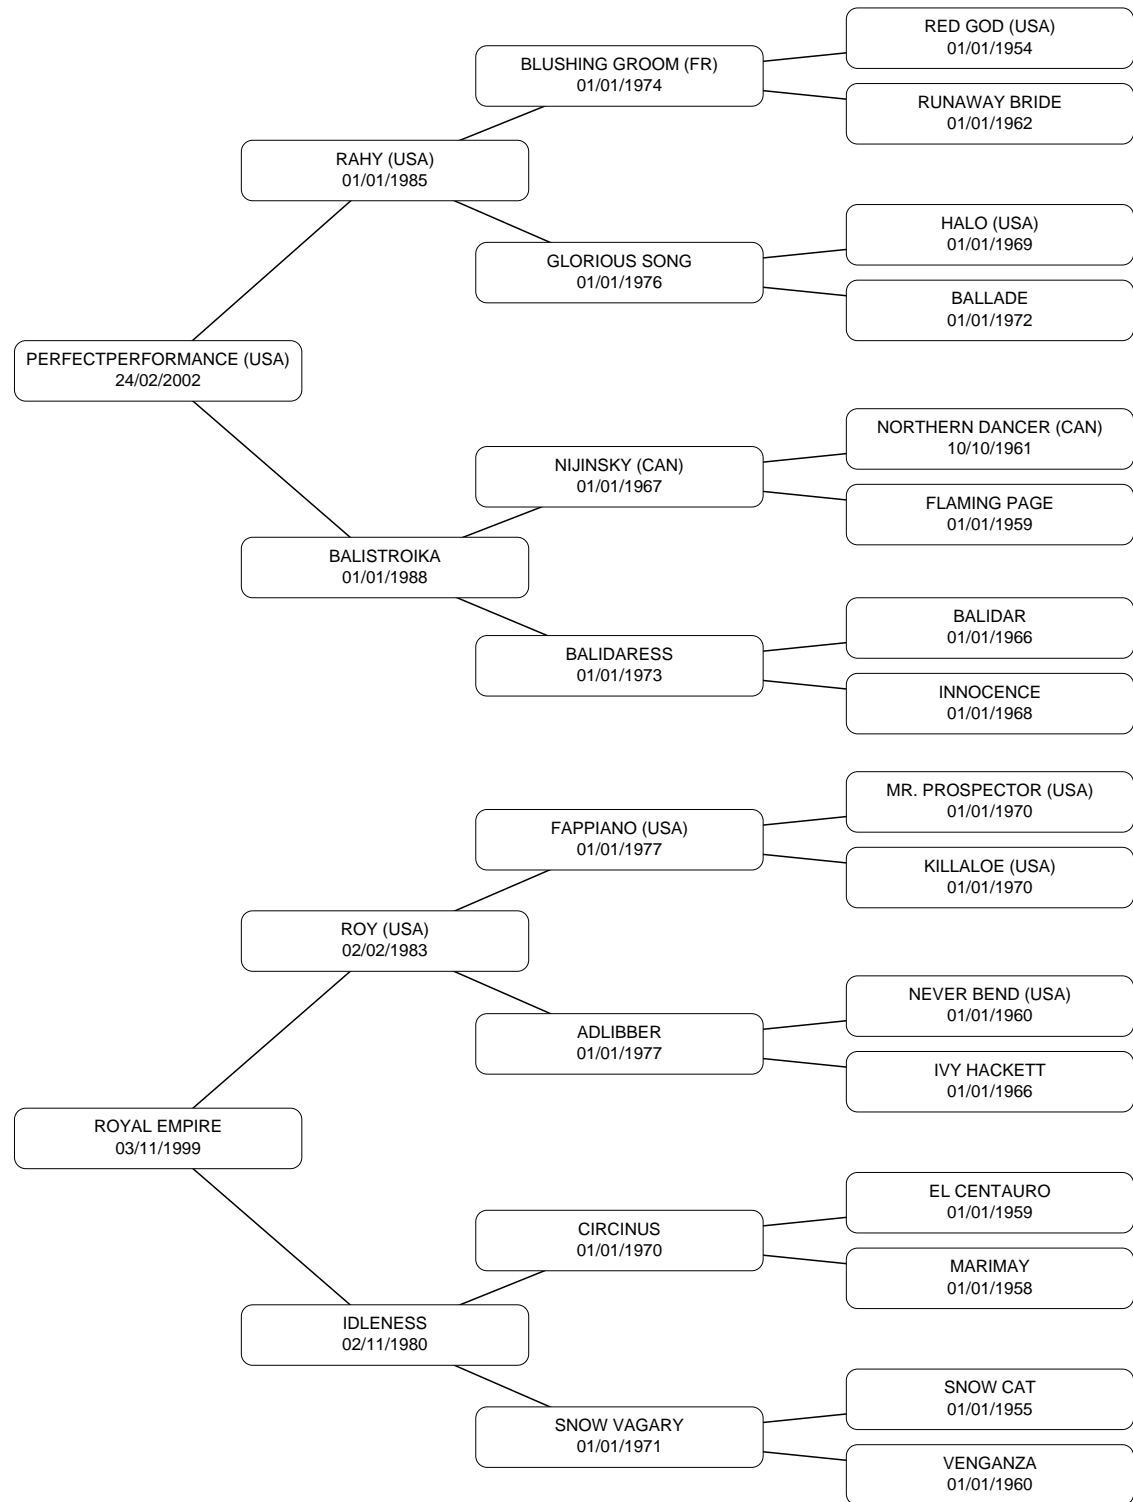 RED GOD (USA)
01/01/1954
BLUSHING GROOM (FR)
01/01/1974
RUNAWAY BRIDE
01/01/1962
RAHY (USA)
01/01/1985
HALO (USA)
01/01/1969
GLORIOUS SONG
01/01/1976
BALLADE
01/01/1972
PERFECTPERFORMANCE (USA)
24/02/2002
NORTHERN DANCER (CAN)
10/10/1961
NIJINSKY (CAN)
01/01/1967
FLAMING PAGE
01/01/1959
BALISTROIKA
01/01/1988
BALIDAR
01/01/1966
BALIDARESS
01/01/1973
INNOCENCE
01/01/1968
MR. PROSPECTOR (USA)
01/01/1970
FAPPIANO (USA)
01/01/1977
KILLALOE (USA)
01/01/1970
ROY (USA)
02/02/1983
NEVER BEND (USA)
01/01/1960
ADLIBBER
01/01/1977
IVY HACKETT
01/01/1966
ROYAL EMPIRE
03/11/1999
EL CENTAURO
01/01/1959
CIRCINUS
01/01/1970
MARIMAY
01/01/1958
IDLENESS
02/11/1980
SNOW CAT
01/01/1955
SNOW VAGARY
01/01/1971
VENGANZA
01/01/1960